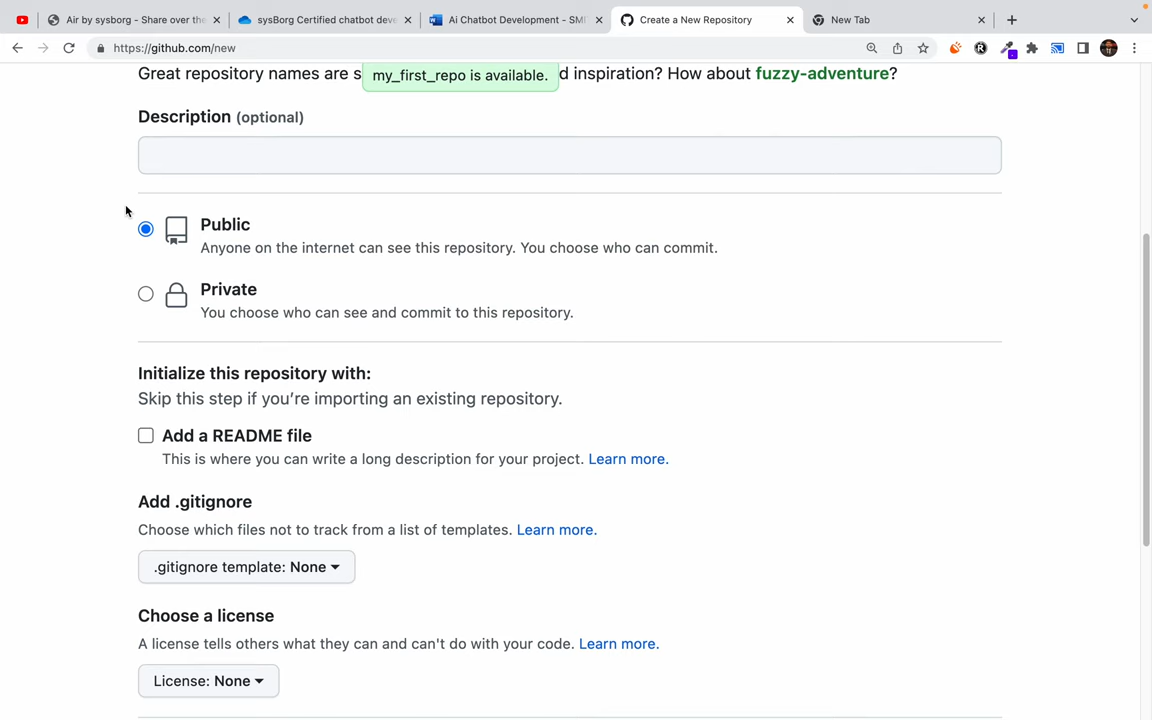 Air by sysborg - Share over the
sysBorg Certified chatbot deve
Ai Chatbot Development - SMI
Create a New Repository
New Tab
https://github.com/new
Great repository names are s
my_first_repo is available.
d inspiration? How about fuzzy-adventure?
Description (optional)
Public
Anyone on the internet can see this repository. You choose who can commit.
Private
You choose who can see and commit to this repository.
Initialize this repository with:
Skip this step if you're importing an existing repository.
Add a README file
This is where you can write a long description for your project. Learn more.
Add .gitignore
Choose which files not to track from a list of templates. Learn more.
.gitignore template: None
Choose a license
A license tells others what they can and can't do with your code. Learn more.
License: None